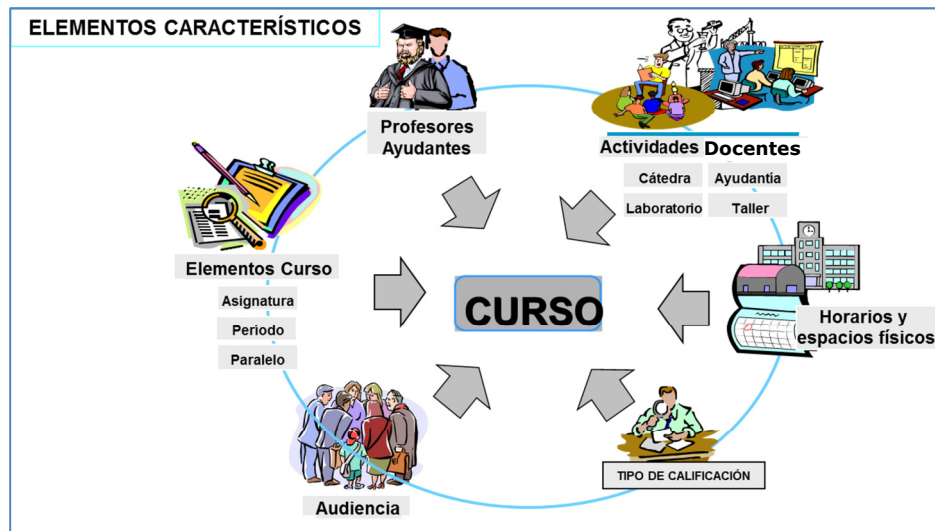 ELEMENTOS CARACTERÍSTICOS
Profesores
Ayudantes
Actividades Docentes
Cátedra Ayudantía
Laboratorio Taller
Elementos Curso
Asignatura
Periodo
Paralelo
CURSO
Horarios y
espacios físicos
Audiencia
TIPO DE CALIFICACIÓN